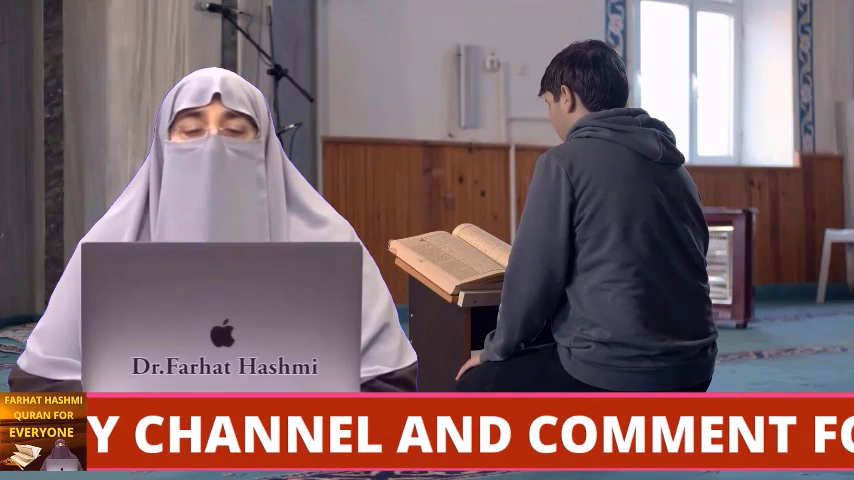 Dr.Farhat Hashmi
FARHAT HASHMI
QURAN FOR
EVERYONE
Y CHANNEL AND COMMENT FO